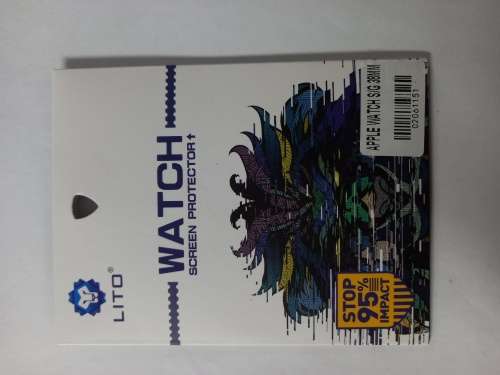 LITO®
WATCH
SCREEN PROTECTOR
STOP
95%
IMPACT
APPLE WATCH S/G 38MM
02061151